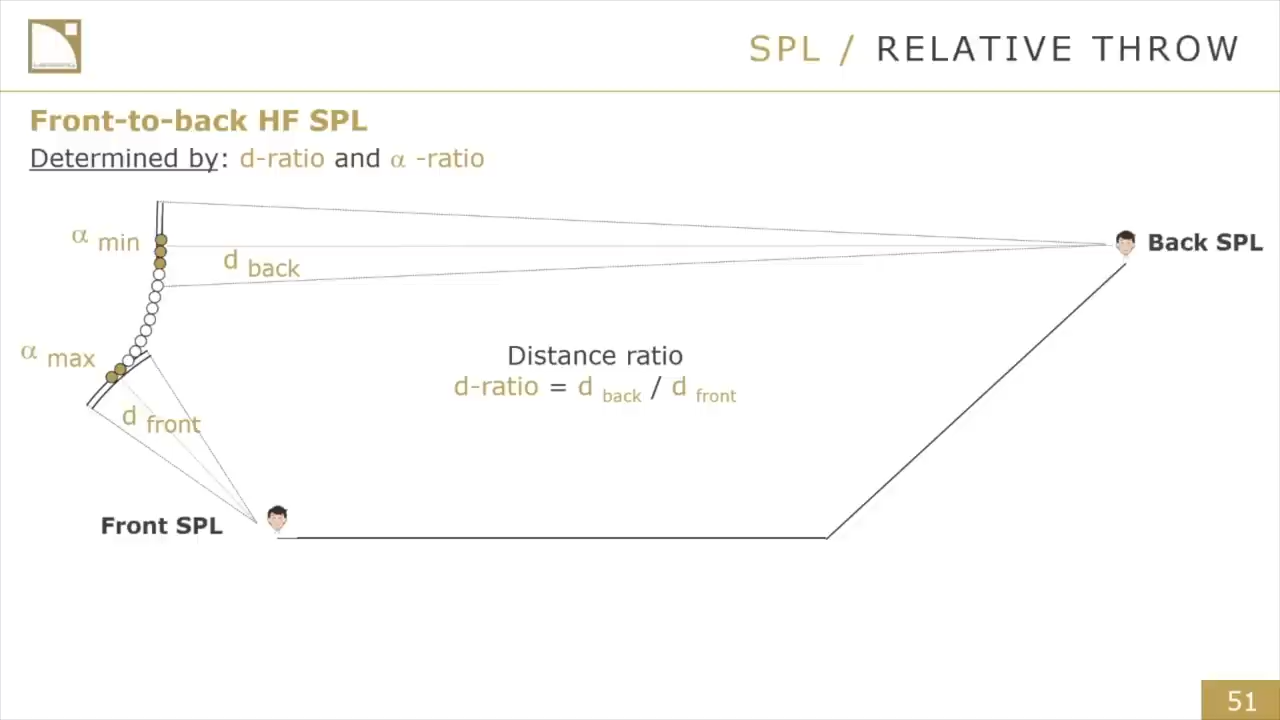 SPL / RELATIVE THROW
Front-to-back HF SPL
Determined by: d-ratio and α -ratio
α min
d back
Back SPL
α max
d front
Distance ratio
d-ratio = d back / d front
Front SPL
51